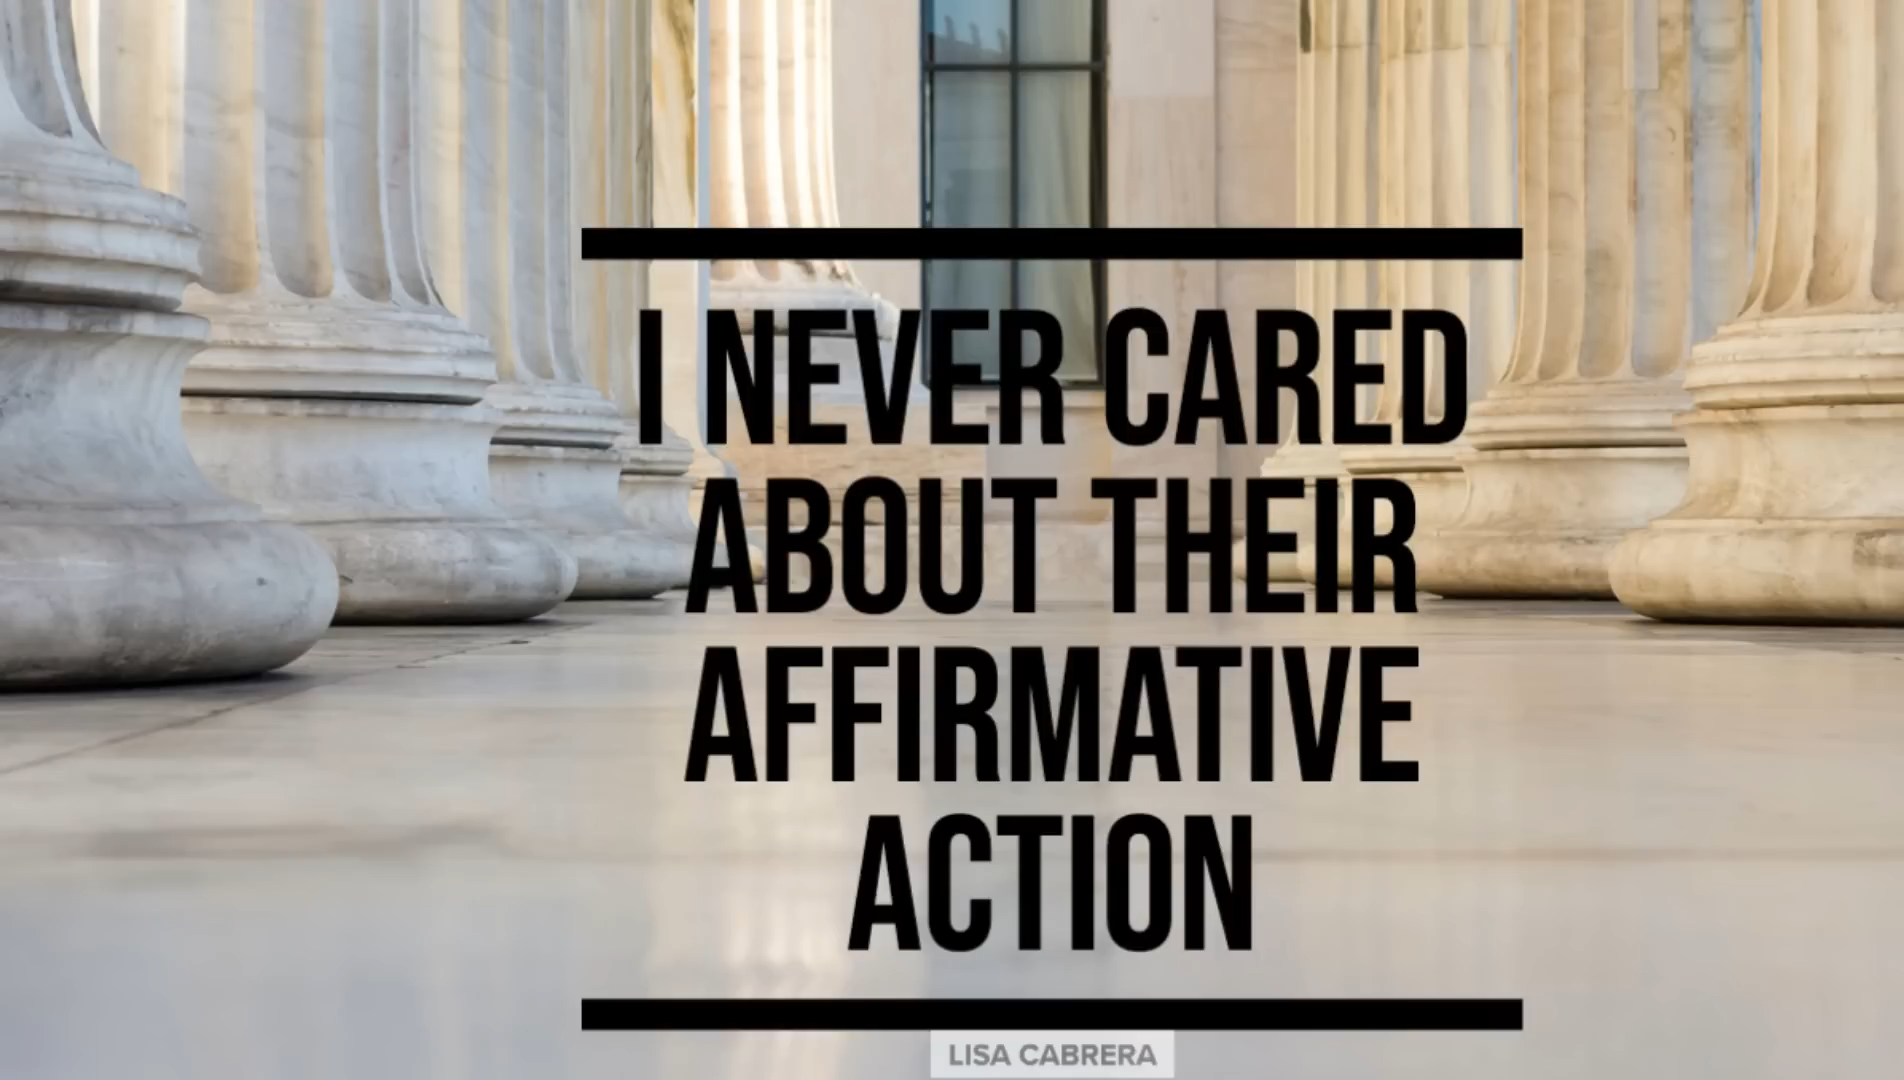 I NEVER CARED
ABOUT THEIR
AFFIRMATIVE
ACTION
LISA CABRERA